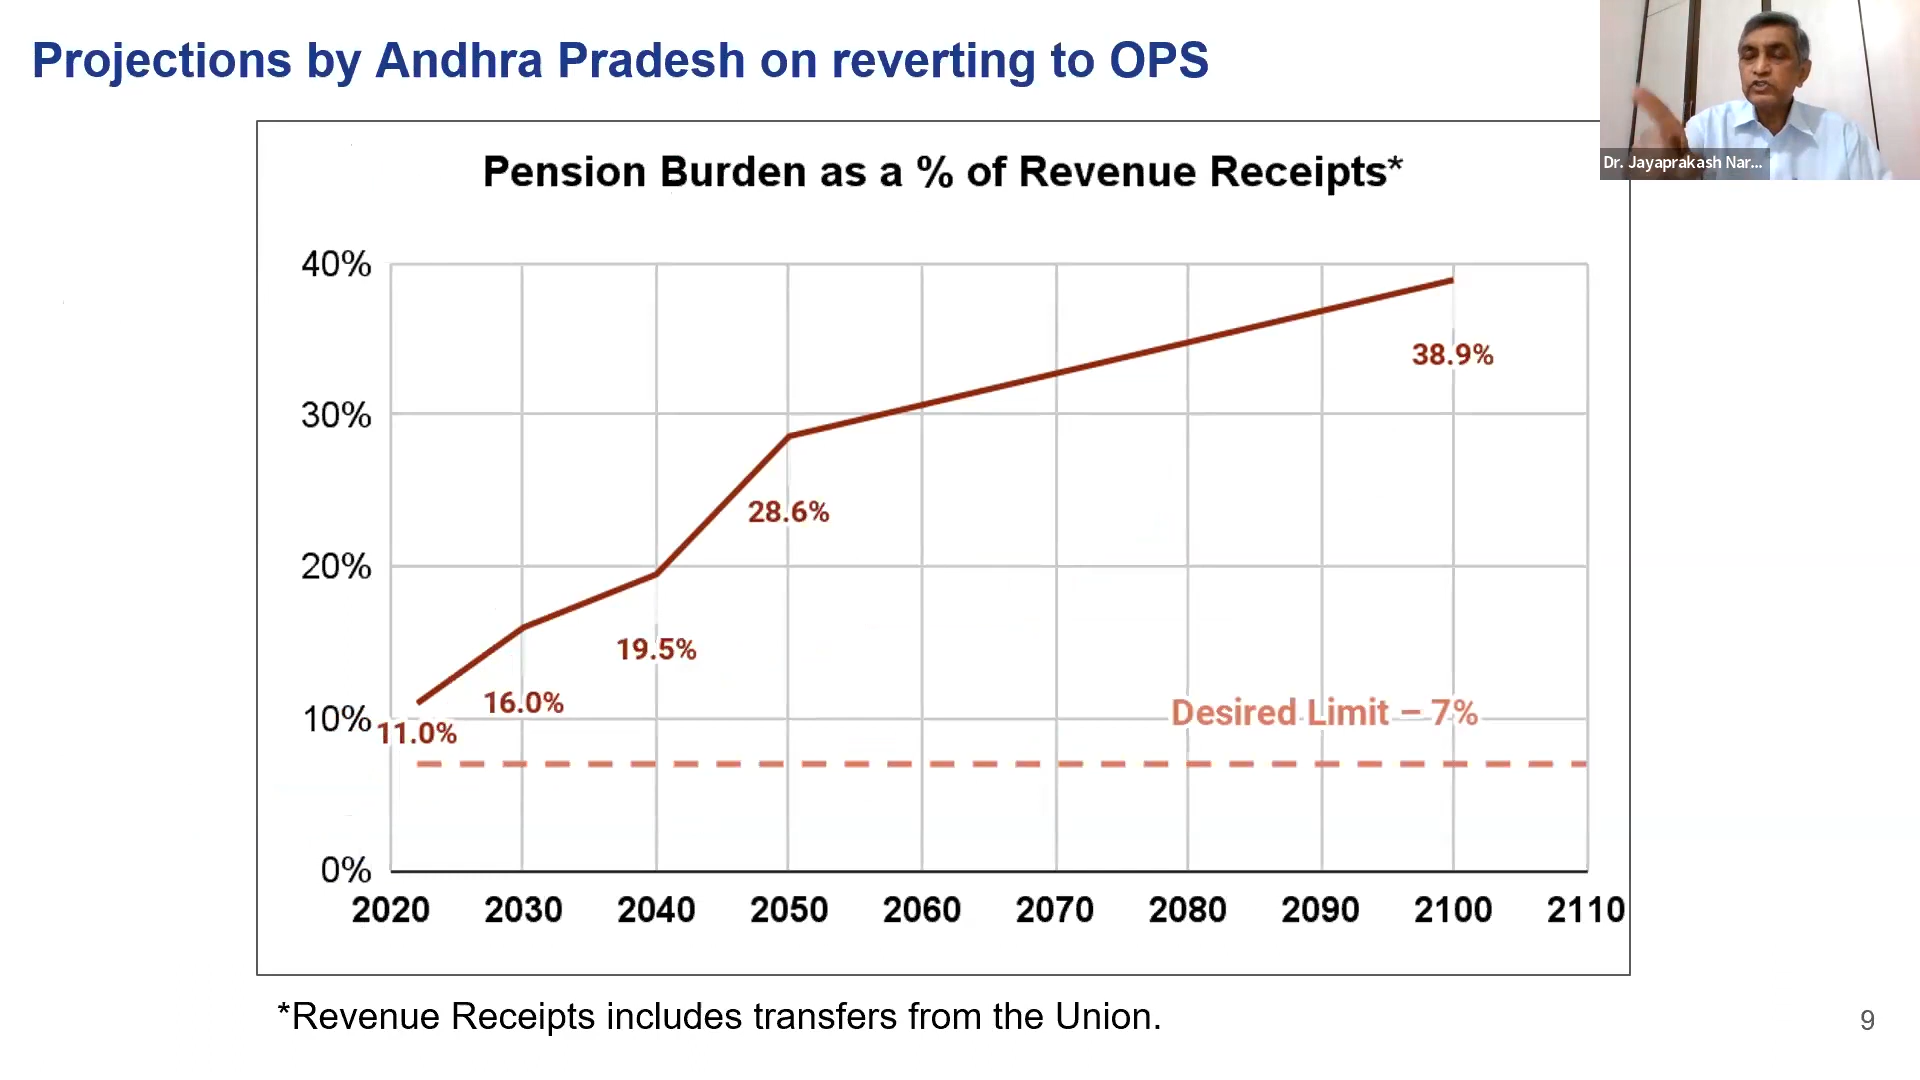 Projections by Andhra Pradesh on reverting to OPS
Dr. Jayaprakash Nar...
Pension Burden as a % of Revenue Receipts*
40%
30%
20%
10%
0%
11.0%
16.0%
19.5%
28.6%
38.9%
Desired Limit – 7%
2020 2030 2040 2050 2060 2070 2080 2090 2100 2110
*Revenue Receipts includes transfers from the Union.
9